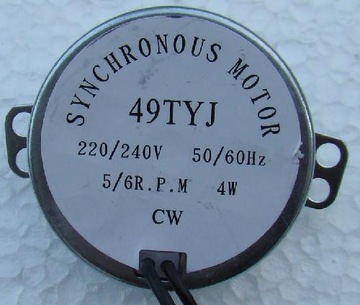 SYNCHRONOUS MOTOR
49TYJ
220/240V 50/60Hz
5/6R.P.M 4W
CW